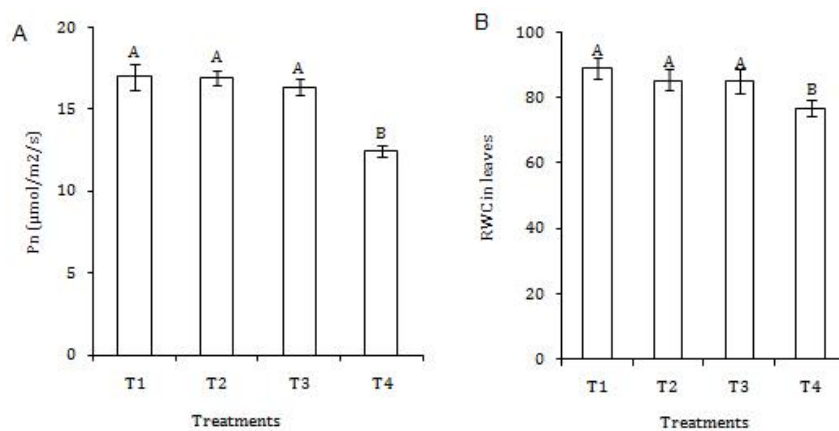 A
Pn (µmol/m2/s)
20
15
10
5
0
A
A
A
B
T1 T2 T3 T4
Treatments
B
RWC in leaves
100
80
60
40
20
0
A
A
A
B
T1 T2 T3 T4
Treatments